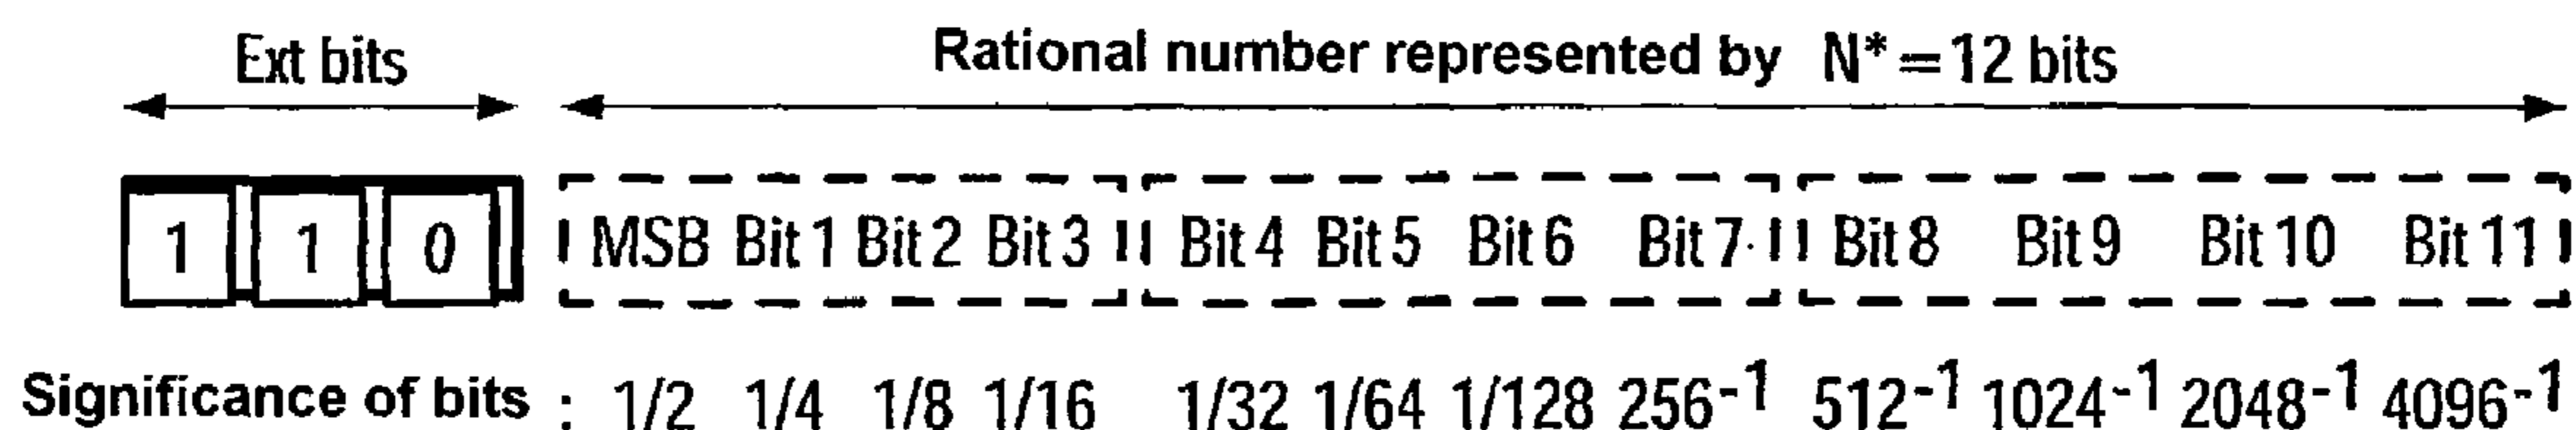 Ext bits Rational number represented by N*=12 bits
1 1 0 MSB Bit 1 Bit 2 Bit 3 Bit 4 Bit 5 Bit 6 Bit 7 Bit 8 Bit 9 Bit 10 Bit 11
Significance of bits : 1/2 1/4 1/8 1/16 1/32 1/64 1/128 256-1 512-1 1024-1 2048-1 4096-1